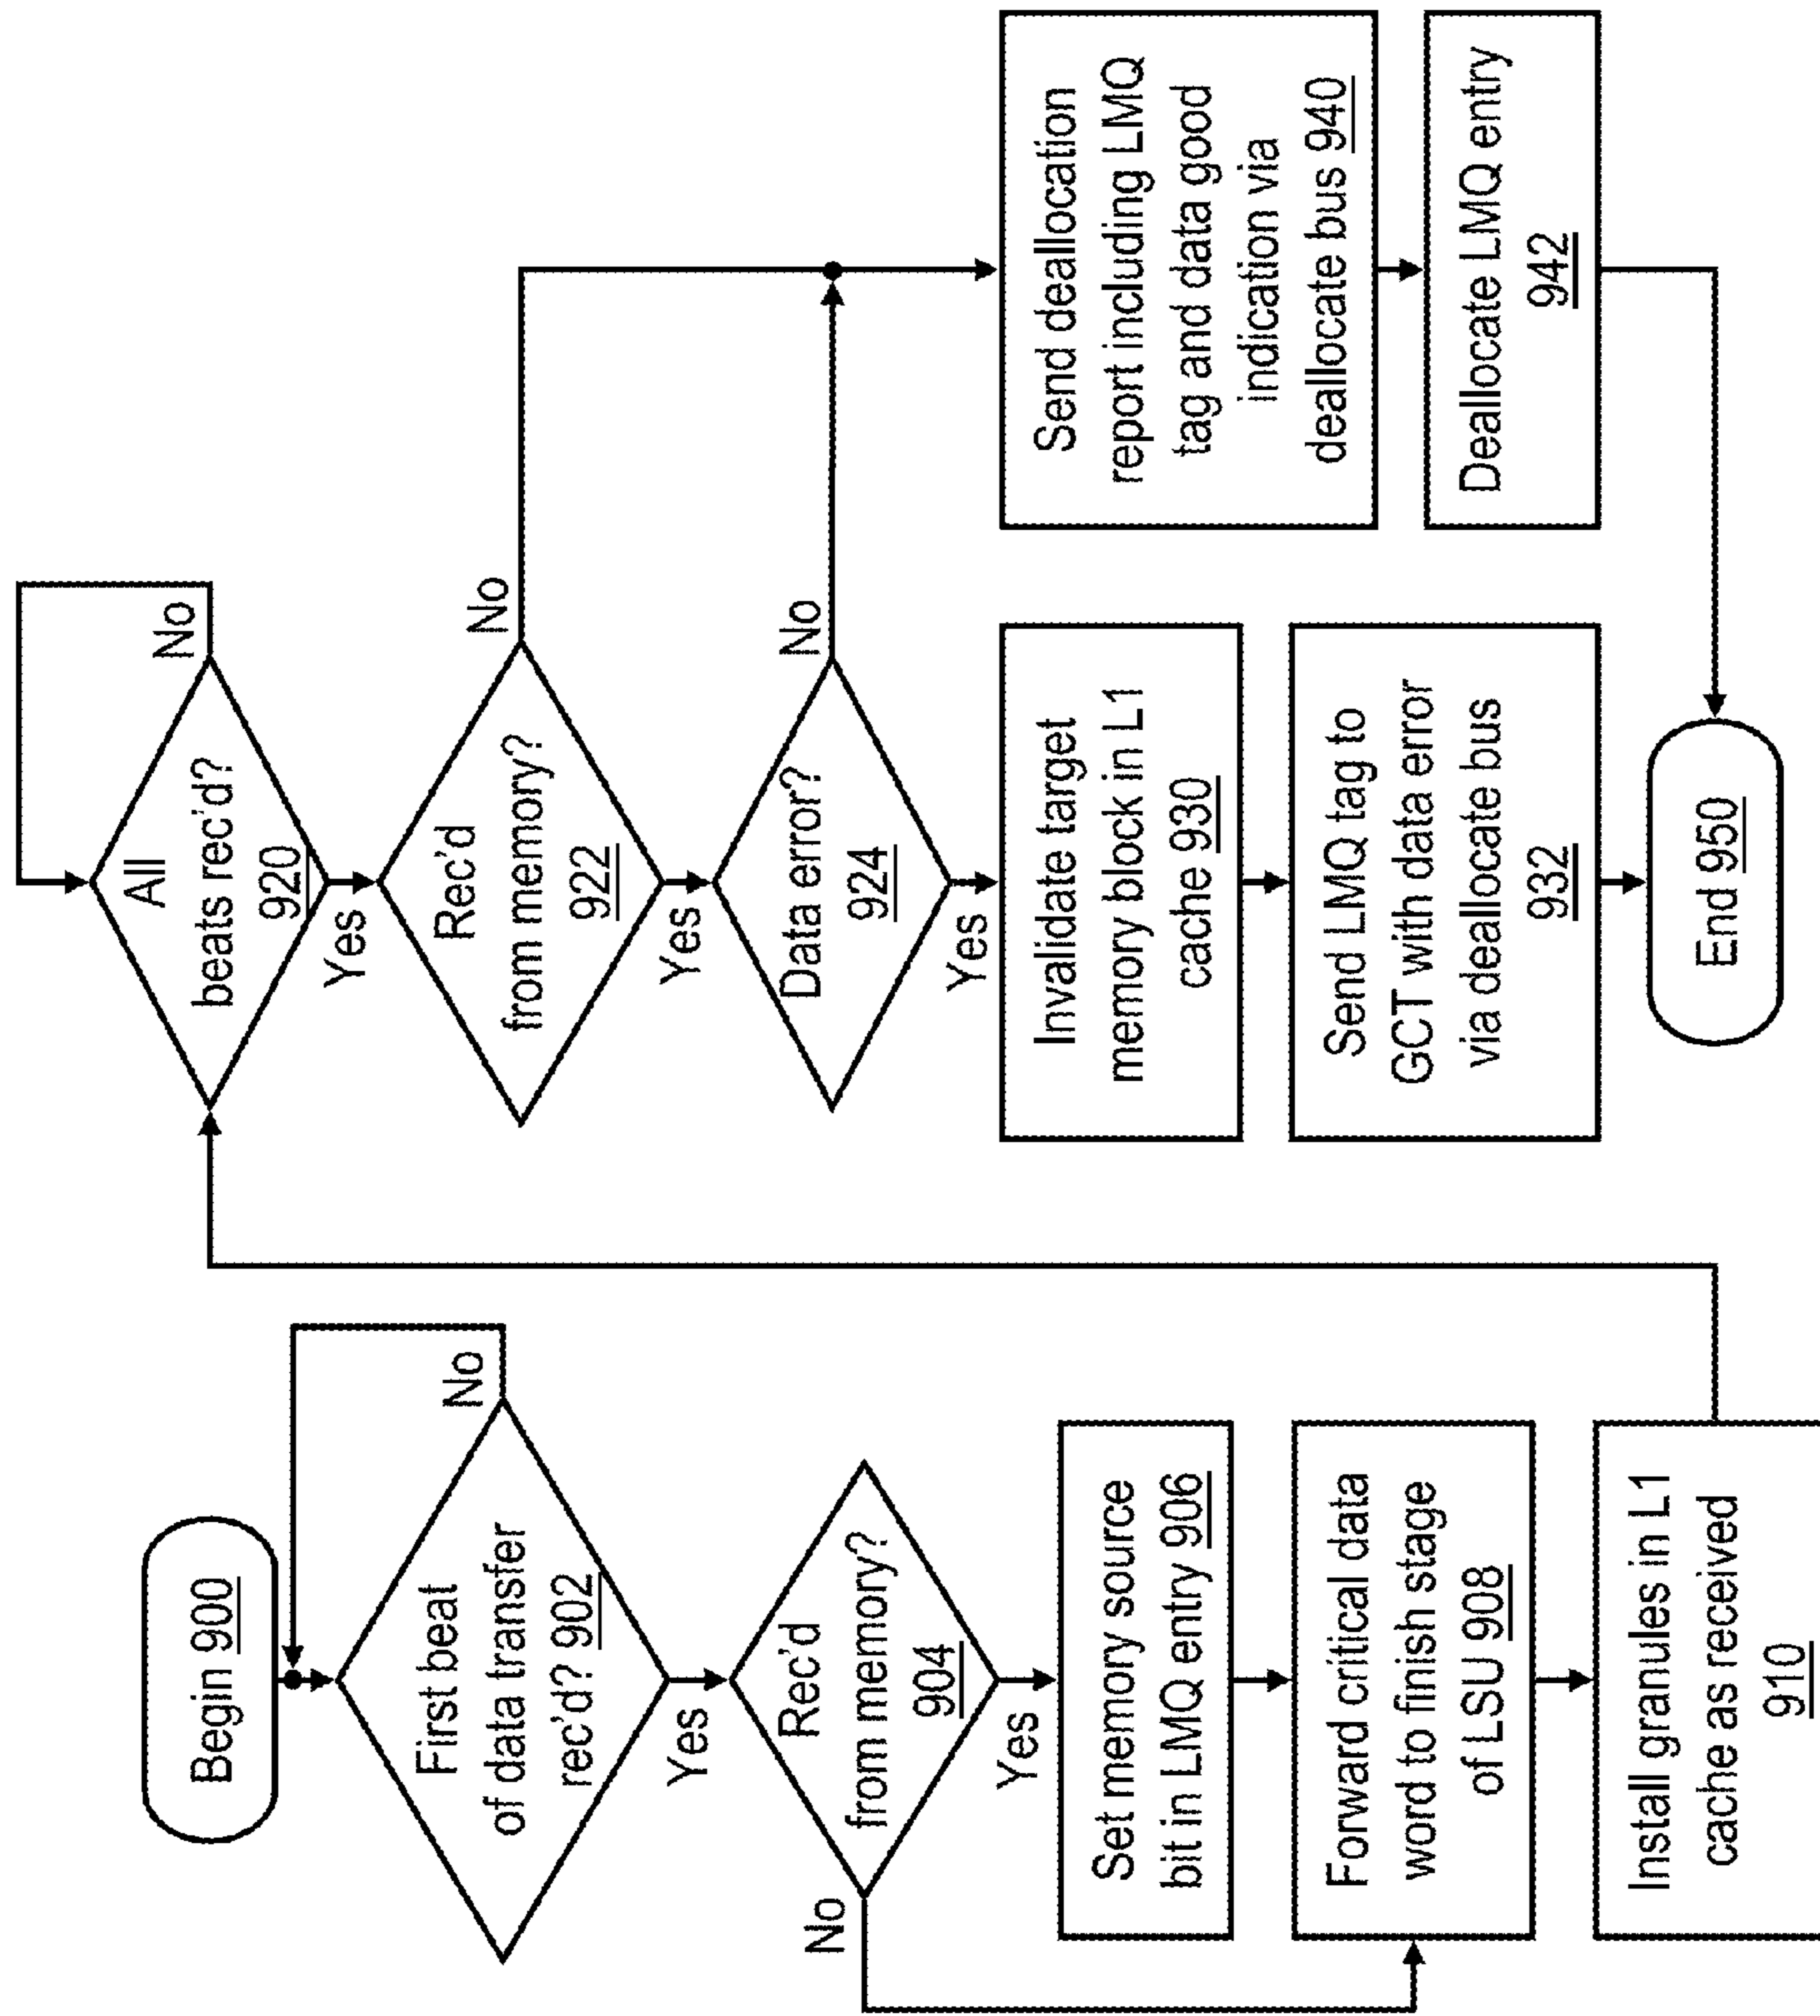 Begin 900
First beat
of data transfer
rec'd? 902
No
Yes
Rec'd
from memory?
904
No
Yes
Set memory source
bit in LMQ entry 906
Forward critical data
word to finish stage
of LSU 908
Install granules in L1
cache as received
910
All
beats rec'd?
920
No
Yes
Rec'd
from memory?
922
No
Yes
Data error?
924
No
Yes
Invalidate target
memory block in L1
cache 930
Send LMQ tag to
GCT with data error
via deallocate bus
932
Send deallocation
report including LMQ
tag and data good
indication via
deallocate bus 940
Deallocate LMQ entry
942
End 950